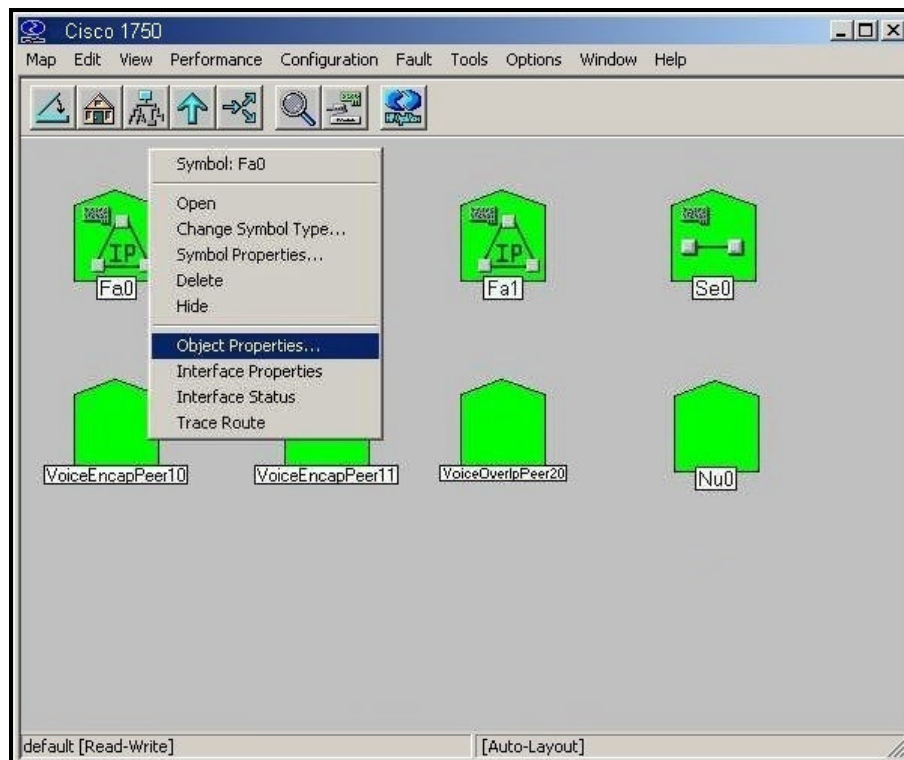 Cisco 1750
Map Edit View Performance Configuration Fault Tools Options Window Help
Symbol: Fa0
Open
Change Symbol Type...
Symbol Properties...
Delete
Hide
Object Properties...
Interface Properties
Interface Status
Trace Route
IP
Fa0
IP
Fa1
Se0
VoiceEncapPeer10
VoiceEncapPeer11
VoiceOverIpPeer20
Nu0
default [Read-Write]
[Auto-Layout]